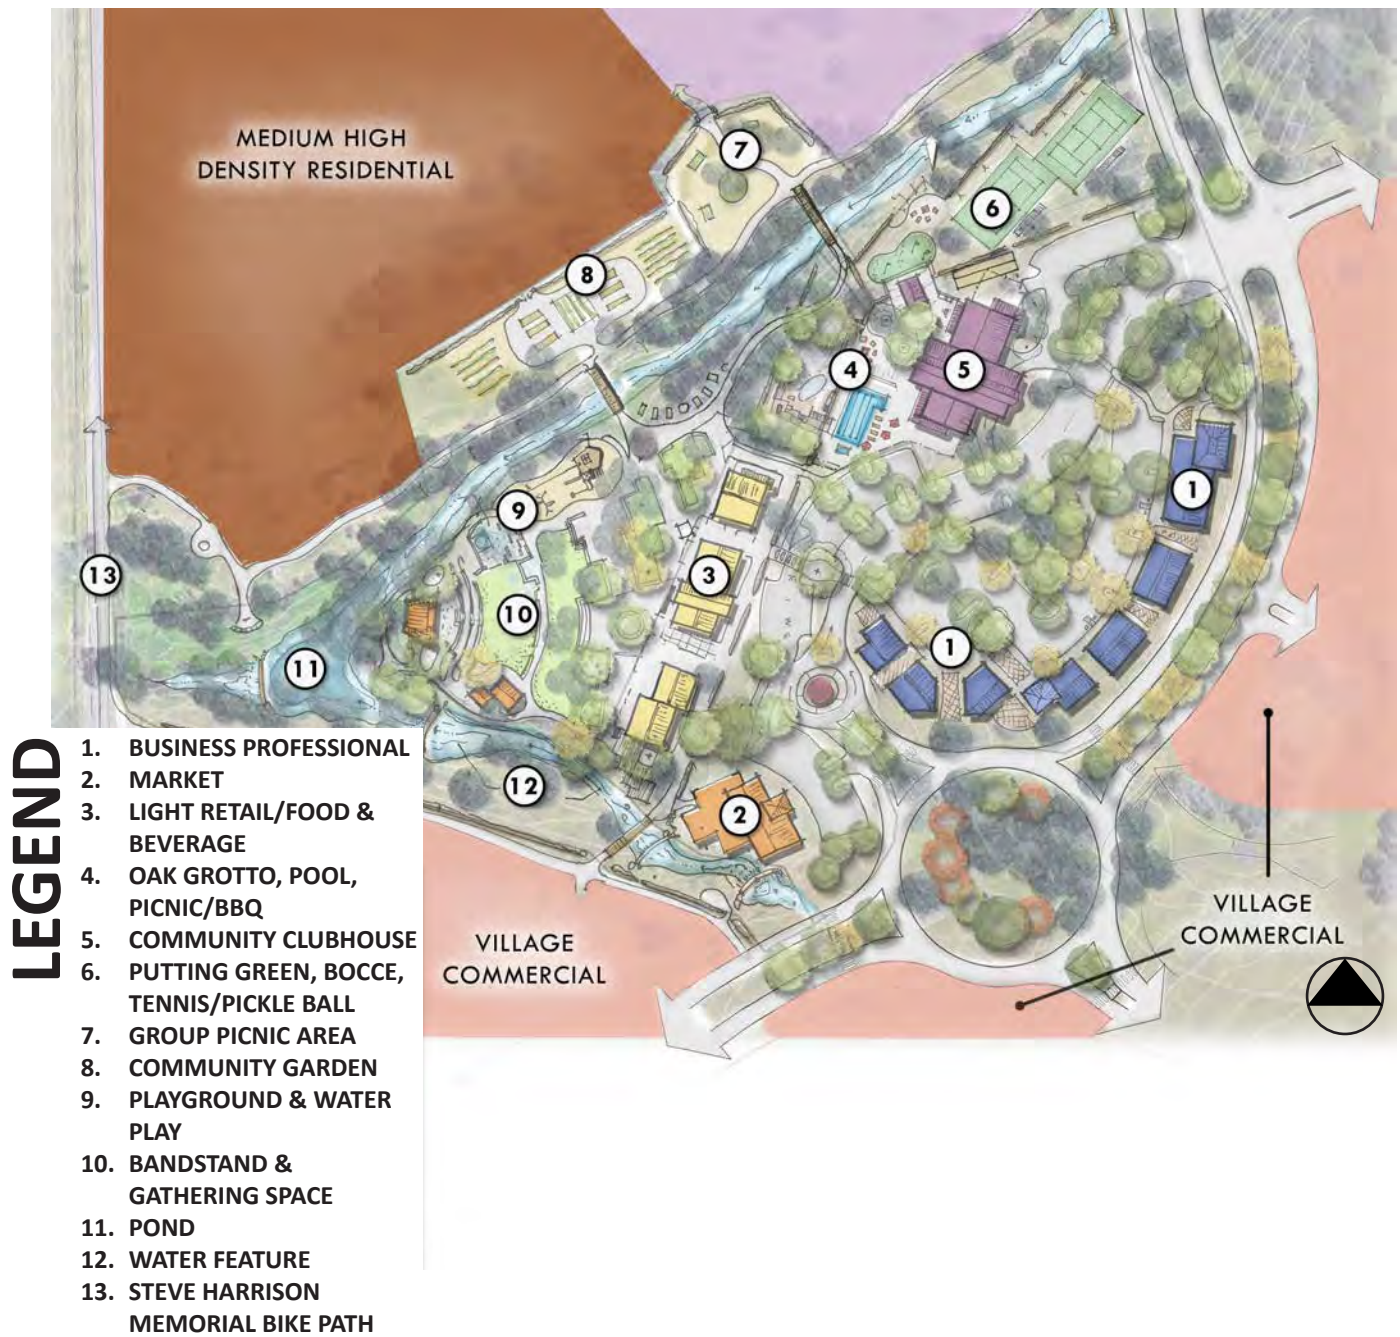 MEDIUM HIGH
DENSITY RESIDENTIAL
7
6
8
4
5
1
9
3
13
10
1
11
12
2
VILLAGE
COMMERCIAL
VILLAGE
COMMERCIAL
LEGEND
1. BUSINESS PROFESSIONAL
2. MARKET
3. LIGHT RETAIL/FOOD &
BEVERAGE
4. OAK GROTTO, POOL,
PICNIC/BBQ
5. COMMUNITY CLUBHOUSE
6. PUTTING GREEN, BOCCE,
TENNIS/PICKLE BALL
7. GROUP PICNIC AREA
8. COMMUNITY GARDEN
9. PLAYGROUND & WATER
PLAY
10. BANDSTAND &
GATHERING SPACE
11. POND
12. WATER FEATURE
13. STEVE HARRISON
MEMORIAL BIKE PATH